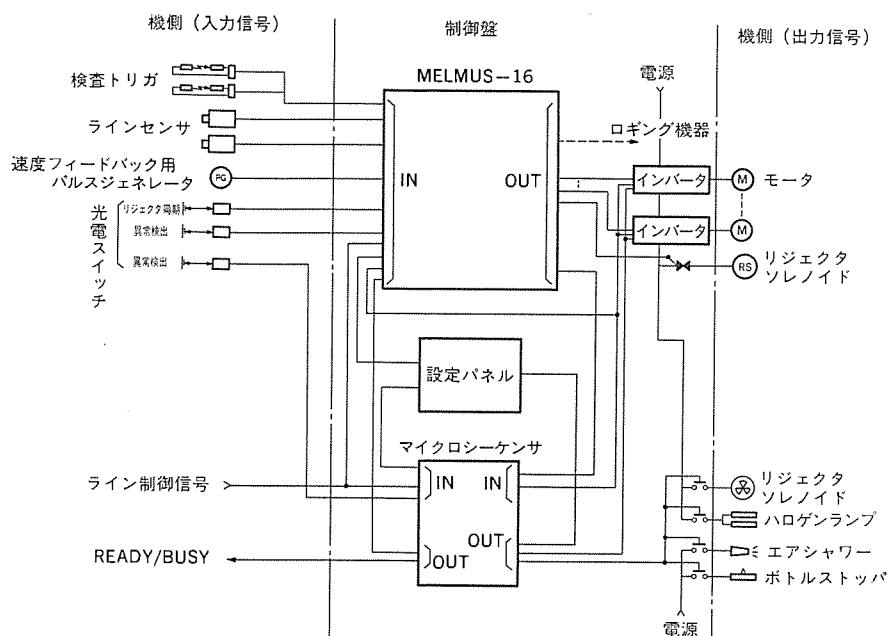 機側（入力信号）
制御盤
機側（出力信号）
MELMUS-16
電源
検査トリガ
ロギング機器
ラインセンサ
速度フィードバック用
パルスジェネレータ
PG
IN
OUT
インバータ
M
モータ
光電スイッチ
リジェクタ同期
異常検出
異常検出
インバータ
M
RS
リジェクタ
ソレノイド
設定パネル
マイクロシーケンサ
ライン制御信号
IN
IN
リジェクタ
ソレノイド
ハロゲンランプ
OUT
READY/BUSY
OUT
エアシャワー
ボトルストッパ
電源